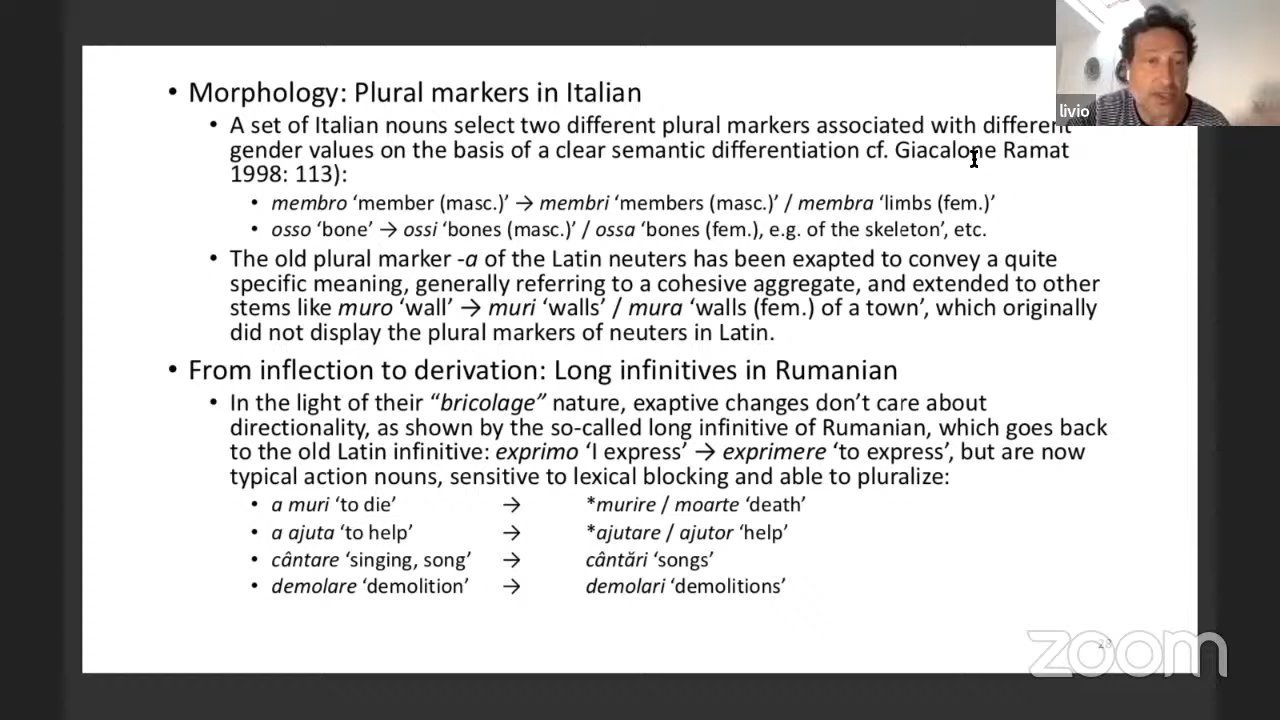 • Morphology: Plural markers in Italian
• A set of Italian nouns select two different plural markers associated with different
gender values on the basis of a clear semantic differentiation cf. Giacalone Ramat
1998: 113):
• membro ‘member (masc.)’ → membri ‘members (masc.)’ / membra ‘limbs (fem.)’
• osso ‘bone’ → ossi ‘bones (masc.)’ / ossa ‘bones (fem.), e.g. of the skeleton’, etc.
• The old plural marker -a of the Latin neuters has been exapted to convey a quite
specific meaning, generally referring to a cohesive aggregate, and extended to other
stems like muro ‘wall’ → muri ‘walls’ / mura ‘walls (fem.) of a town’, which originally
did not display the plural markers of neuters in Latin.
• From inflection to derivation: Long infinitives in Rumanian
• In the light of their “bricolage” nature, exaptive changes don’t care about
directionality, as shown by the so-called long infinitive of Rumanian, which goes back
to the old Latin infinitive: exprimo ‘I express’ → exprimere ‘to express’, but are now
typical action nouns, sensitive to lexical blocking and able to pluralize:
• a muri ‘to die’ → *murire / moarte ‘death’
• a ajuta ‘to help’ → *ajutare / ajutor ‘help’
• cântare ‘singing, song’ → cântări ‘songs’
• demolare ‘demolition’ → demolari ‘demolitions’
livio
zoom